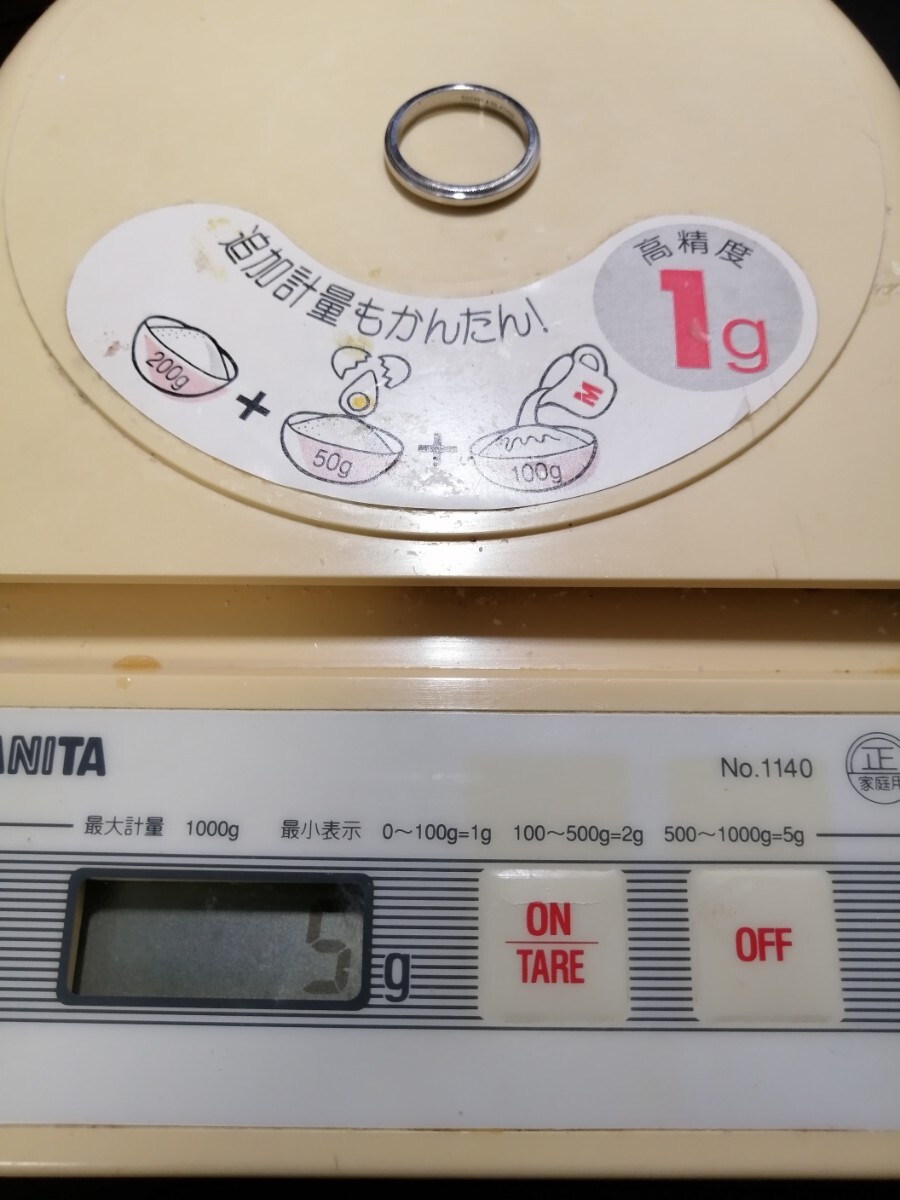 追加計量もかんたん!
高精度
1g
200g
+
50g
+
M
100g
ANITA
No.1140
正
家庭用
最大計量 1000g 最小表示 0〜100g=1g 100〜500g=2g 500〜1000g=5g
5 g
ON
TARE
OFF